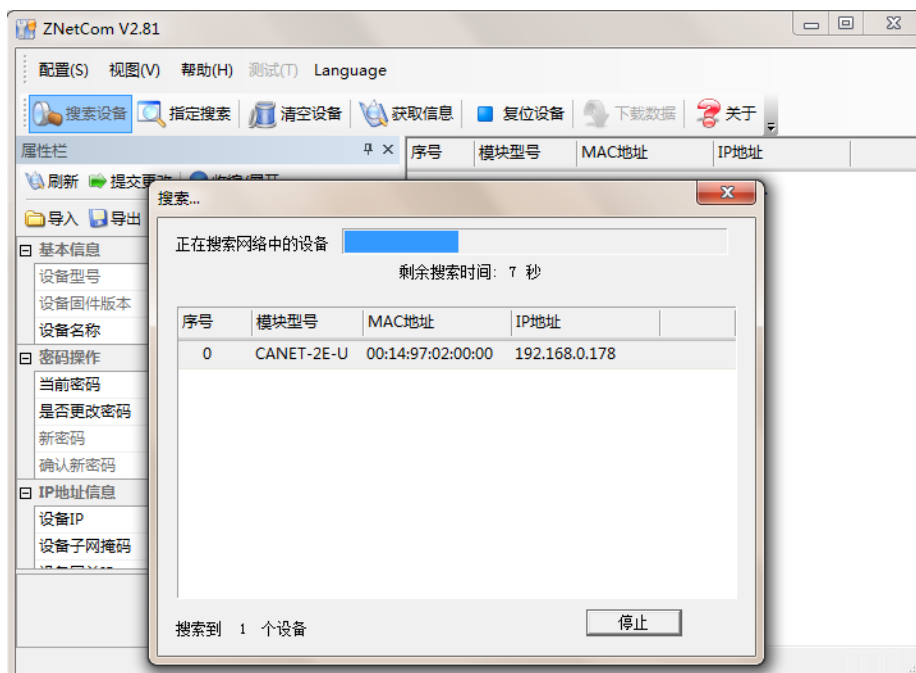 ZNetCom V2.81
配置(S) 视图(V) 帮助(H) 测试(T) Language
搜索设备 指定搜索 清空设备 获取信息 复位设备 下载数据 关于
属性栏
序号 模块型号 MAC地址 IP地址
刷新 提交更改
导入 导出
基本信息
设备型号
设备固件版本
设备名称
密码操作
当前密码
是否更改密码
新密码
确认新密码
IP地址信息
设备IP
设备子网掩码
搜索...
正在搜索网络中的设备
剩余搜索时间: 7 秒
序号 模块型号 MAC地址 IP地址
0 CANET-2E-U 00:14:97:02:00:00 192.168.0.178
搜索到 1 个设备
停止